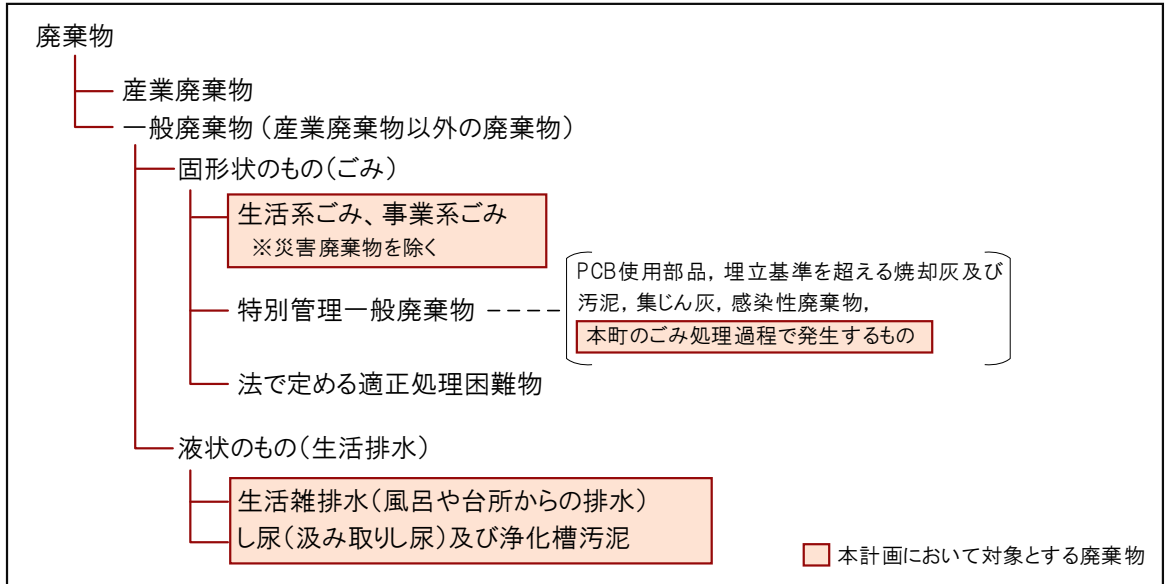 廃棄物
産業廃棄物
一般廃棄物（産業廃棄物以外の廃棄物）
固形状のもの（ごみ）
生活系ごみ、事業系ごみ
※災害廃棄物を除く
特別管理一般廃棄物
PCB使用部品，埋立基準を超える焼却灰及び
汚泥，集じん灰，感染性廃棄物，
本町のごみ処理過程で発生するもの
法で定める適正処理困難物
液状のもの（生活排水）
生活雑排水（風呂や台所からの排水）
し尿（汲み取りし尿）及び浄化槽汚泥
本計画において対象とする廃棄物